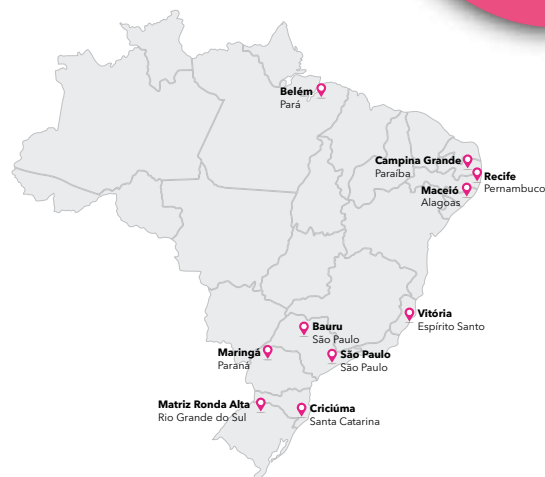 Belém
Pará
Campina Grande
Paraíba
Recife
Pernambuco
Maceió
Alagoas
Vitória
Espírito Santo
Bauru
São Paulo
Maringá
Paraná
São Paulo
São Paulo
Matriz Ronda Alta
Rio Grande do Sul
Criciúma
Santa Catarina